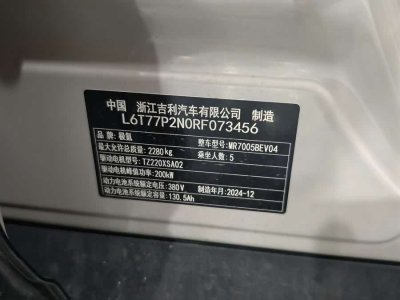 中国 浙江吉利汽车有限公司 制造
L6T77P2N0RF073456
品牌：极氪 整车型号：MR7005BEV04
最大允许总质量：2280kg 乘坐人数：5
驱动电机型号：TZ220XSA02
驱动电机峰值功率：200kW
动力电池系统额定电压：380V 制造年月：2024-12
动力电池系统额定容量：130.5Ah